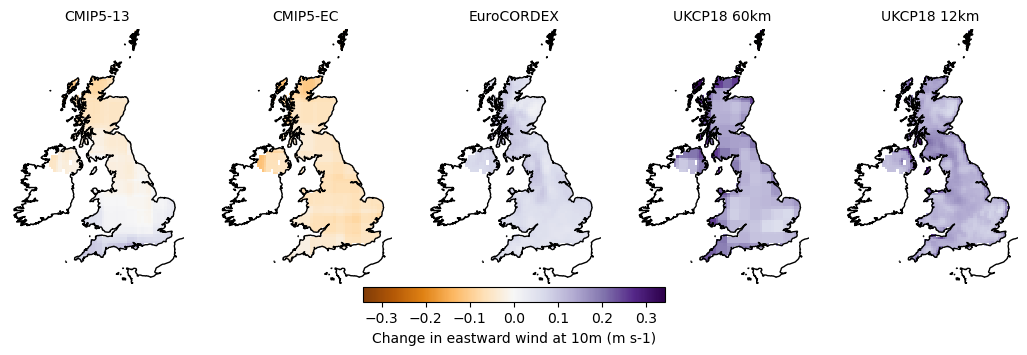 CMIP5-13 CMIP5-EC EuroCORDEX UKCP18 60km UKCP18 12km
−0.3 −0.2 −0.1 0.0 0.1 0.2 0.3
Change in eastward wind at 10m (m s-1)